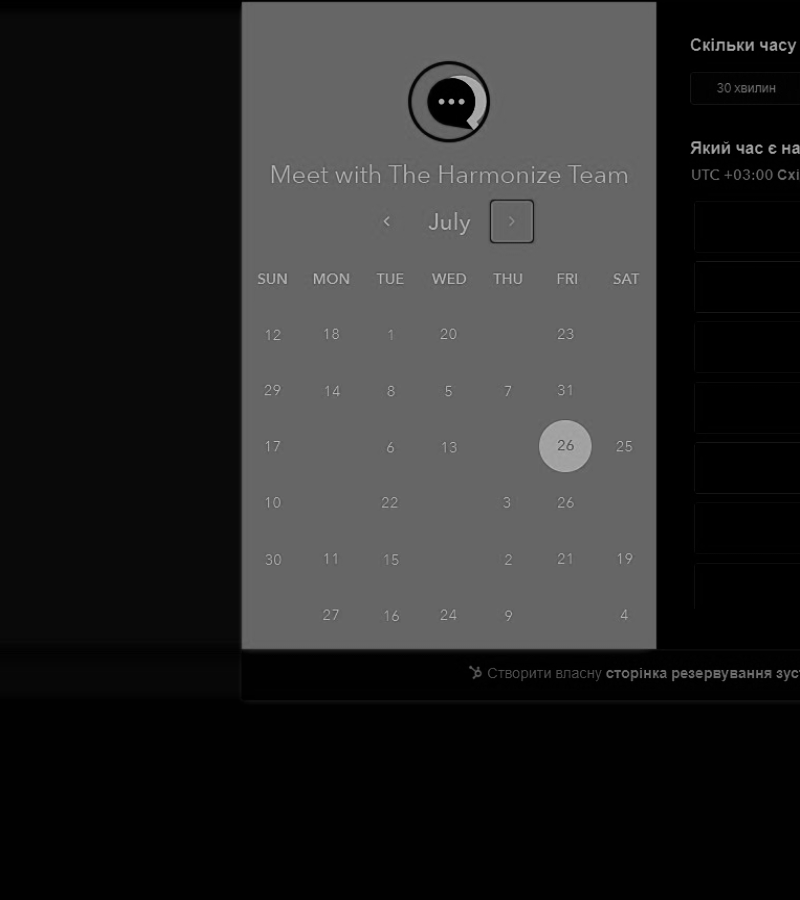 Скільки часу
30 хвилин
Meet with The Harmonize Team
Який час є на
UTC +03:00 Схі
July
SUN MON TUE WED THU FRI SAT
12 18 1 20 23
29 14 8 5 7 31
17 6 13 26 25
10 22 3 26
30 11 15 2 21 19
27 16 24 9 4
Створити власну сторінка резервування зус